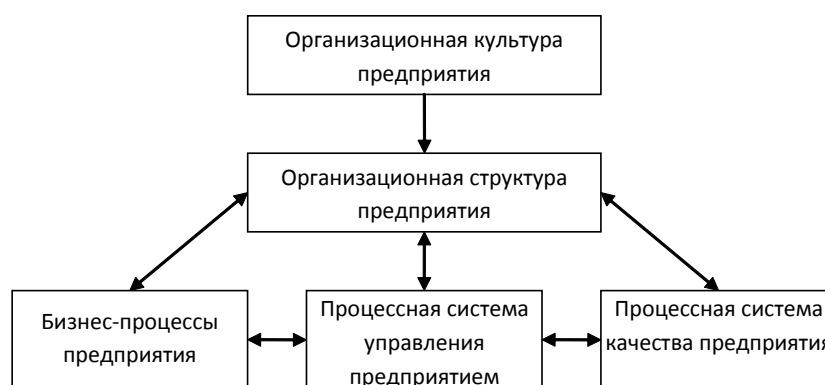 Организационная культура
предприятия
Организационная структура
предприятия
Бизнес-процессы
предприятия
Процессная система
управления
предприятием
Процессная система
качества предприятия